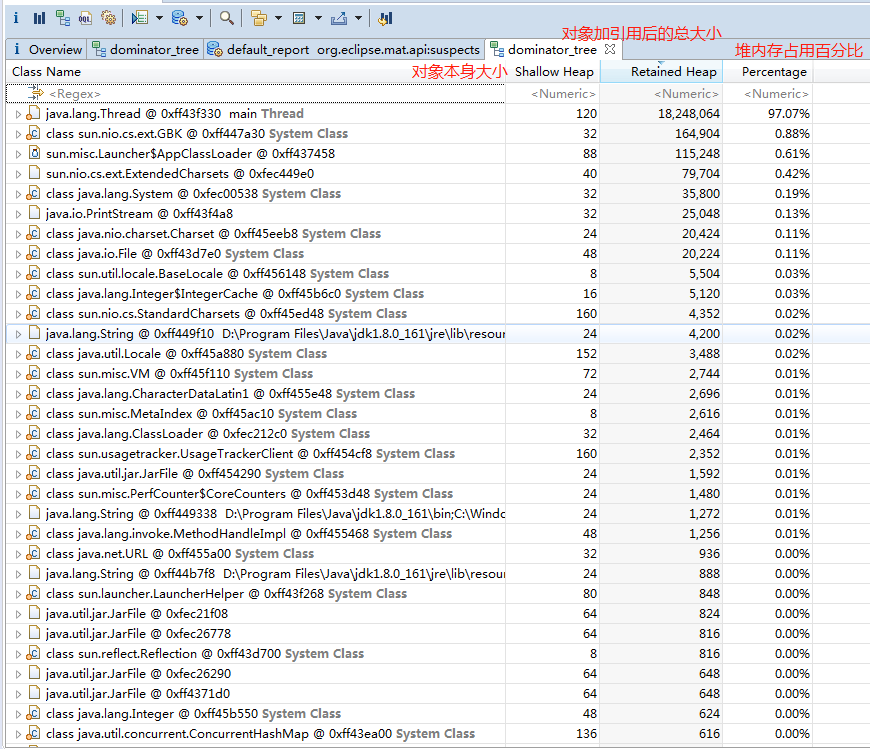 i OQL
对象加引用后的总大小
i Overview dominator_tree default_report org.eclipse.mat.api:suspects dominator_tree 堆内存占用百分比
Class Name 对象本身大小 Shallow Heap Retained Heap Percentage
<Regex> <Numeric> <Numeric> <Numeric>
java.lang.Thread @ 0xff43f330 main Thread 120 18,248,064 97.07%
class sun.nio.cs.ext.GBK @ 0xff447a30 System Class 32 164,904 0.88%
sun.misc.Launcher$AppClassLoader @ 0xff437458 88 115,248 0.61%
sun.nio.cs.ext.ExtendedCharsets @ 0xfec449e0 40 79,704 0.42%
class java.lang.System @ 0xfec00538 System Class 32 35,800 0.19%
java.io.PrintStream @ 0xff43f4a8 32 25,048 0.13%
class java.nio.charset.Charset @ 0xff45eeb8 System Class 24 20,424 0.11%
class java.io.File @ 0xff43d7e0 System Class 48 20,224 0.11%
class sun.util.locale.BaseLocale @ 0xff456148 System Class 8 5,504 0.03%
class java.lang.Integer$IntegerCache @ 0xff45b6c0 System Class 16 5,120 0.03%
class sun.nio.cs.StandardCharsets @ 0xff45ed48 System Class 160 4,352 0.02%
java.lang.String @ 0xff449f10 D:\Program Files\Java\jdk1.8.0_161\jre\lib\resour 24 4,200 0.02%
class java.util.Locale @ 0xff45a880 System Class 152 3,488 0.02%
class sun.misc.VM @ 0xff45f110 System Class 72 2,744 0.01%
class java.lang.CharacterDataLatin1 @ 0xff455e48 System Class 24 2,696 0.01%
class sun.misc.MetaIndex @ 0xff45ac10 System Class 8 2,616 0.01%
class java.lang.ClassLoader @ 0xfec212c0 System Class 32 2,464 0.01%
class sun.usagetracker.UsageTrackerClient @ 0xff454cf8 System Class 160 2,352 0.01%
class java.util.jar.JarFile @ 0xff454290 System Class 24 1,592 0.01%
class sun.misc.PerfCounter$CoreCounters @ 0xff453d48 System Class 24 1,480 0.01%
java.lang.String @ 0xff449338 D:\Program Files\Java\jdk1.8.0_161\bin;C:\Windo 24 1,272 0.01%
class java.lang.invoke.MethodHandleImpl @ 0xff455468 System Class 48 1,256 0.01%
class java.net.URL @ 0xff455a00 System Class 32 936 0.00%
java.lang.String @ 0xff44b7f8 D:\Program Files\Java\jdk1.8.0_161\jre\lib\resour 24 888 0.00%
class sun.launcher.LauncherHelper @ 0xff43f268 System Class 80 848 0.00%
java.util.jar.JarFile @ 0xfec21f08 64 824 0.00%
java.util.jar.JarFile @ 0xfec26778 64 816 0.00%
class sun.reflect.Reflection @ 0xff43d700 System Class 8 816 0.00%
java.util.jar.JarFile @ 0xfec26290 64 648 0.00%
java.util.jar.JarFile @ 0xff4371d0 64 648 0.00%
class java.lang.Integer @ 0xff45b550 System Class 48 624 0.00%
class java.util.concurrent.ConcurrentHashMap @ 0xff43ea00 System Class 136 616 0.00%